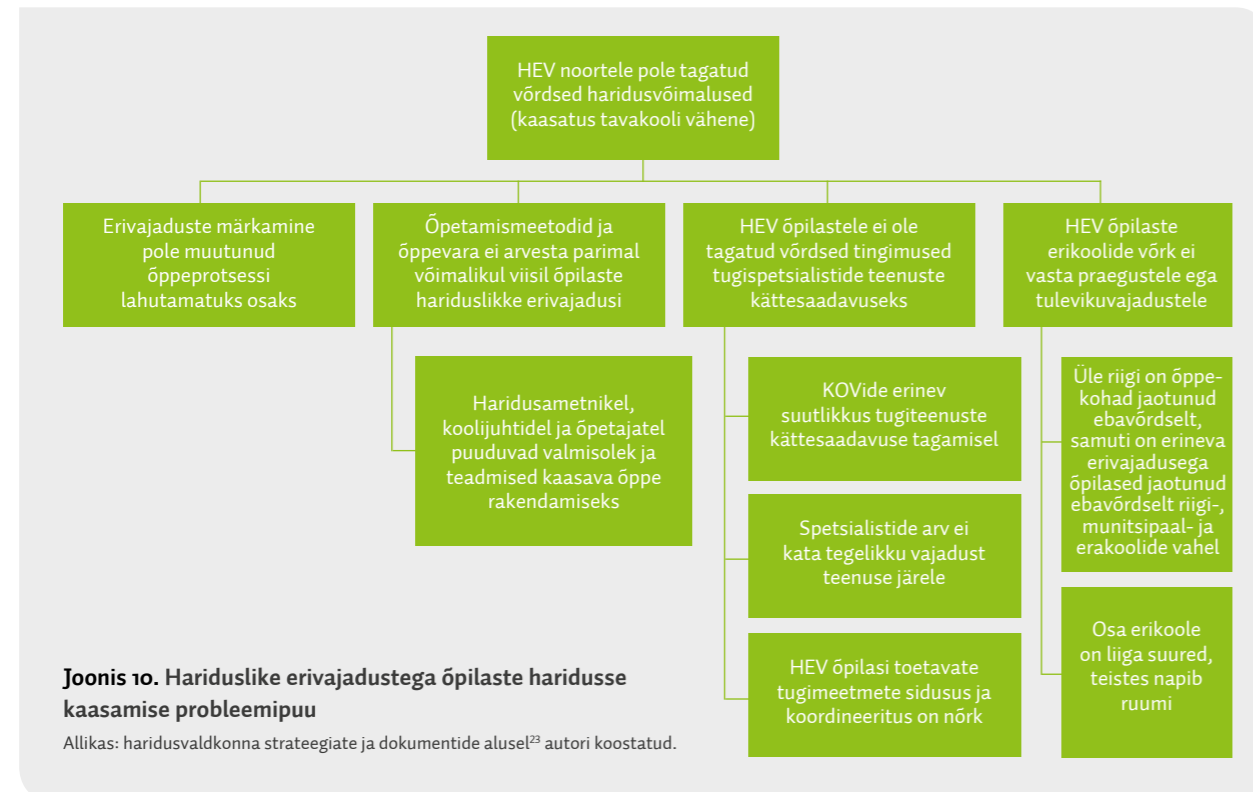 HEV noortele pole tagatud
võrdsed haridusvõimalused
(kaasatus tavakooli vähene)
Erivajaduste märkamine
pole muutunud
õppeprotsessi
lahutamatuks osaks
Õpetamismeetodid ja
õppevara ei arvesta parimal
võimalikul viisil õpilaste
hariduslikke erivajadusi
HEV õpilastele ei ole
tagatud võrdsed tingimused
tugispetsialistide teenuste
kättesaadavuseks
HEV õpilaste
erikoolide võrk ei
vasta praegustele ega
tulevikuvajadustele
Haridusametnikel,
koolijuhtidel ja õpetajatel
puuduvad valmisolek ja
teadmised kaasava õppe
rakendamiseks
KOVide erinev
suutlikkus tugiteenuste
kättesaadavuse tagamisel
Spetsialistide arv ei
kata tegelikku vajadust
teenuse järele
HEV õpilasi toetavate
tugimeetmete sidusus ja
koordineeritus on nõrk
Üle riigi on õppe-
kohad jaotunud
ebavõrdselt,
samuti on erineva
erivajadusega
õpilased jaotunud
ebavõrdselt riigi-,
munitsipaal- ja
erakoolide vahel
Osa erikoole
on liiga suured,
teistes napib
ruumi
Joonis 10. Hariduslike erivajadustega õpilaste haridusse
kaasamise probleemipuu
Allikas: haridusvaldkonna strateegiate ja dokumentide alusel²³ autori koostatud.